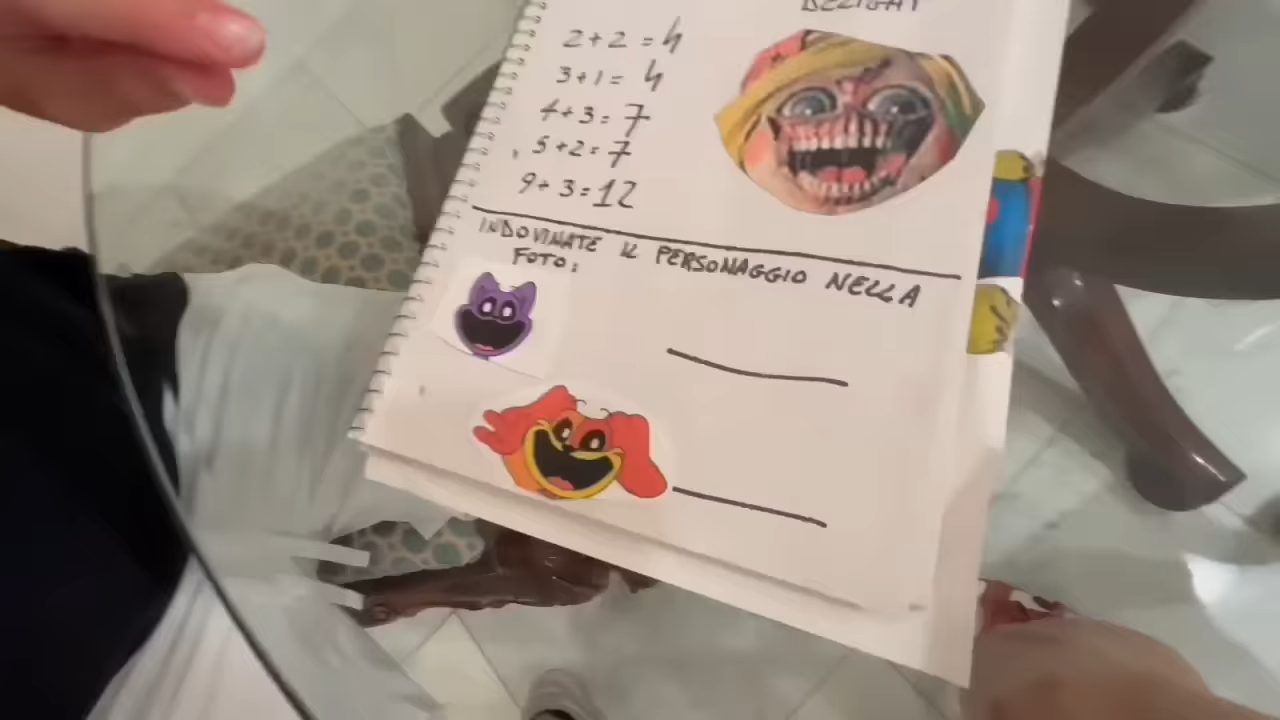 2+2=4
3+1=4
4+3=7
5+2=7
9+3=12
INDOVINATE IL PERSONAGGIO NELLA
FOTO: